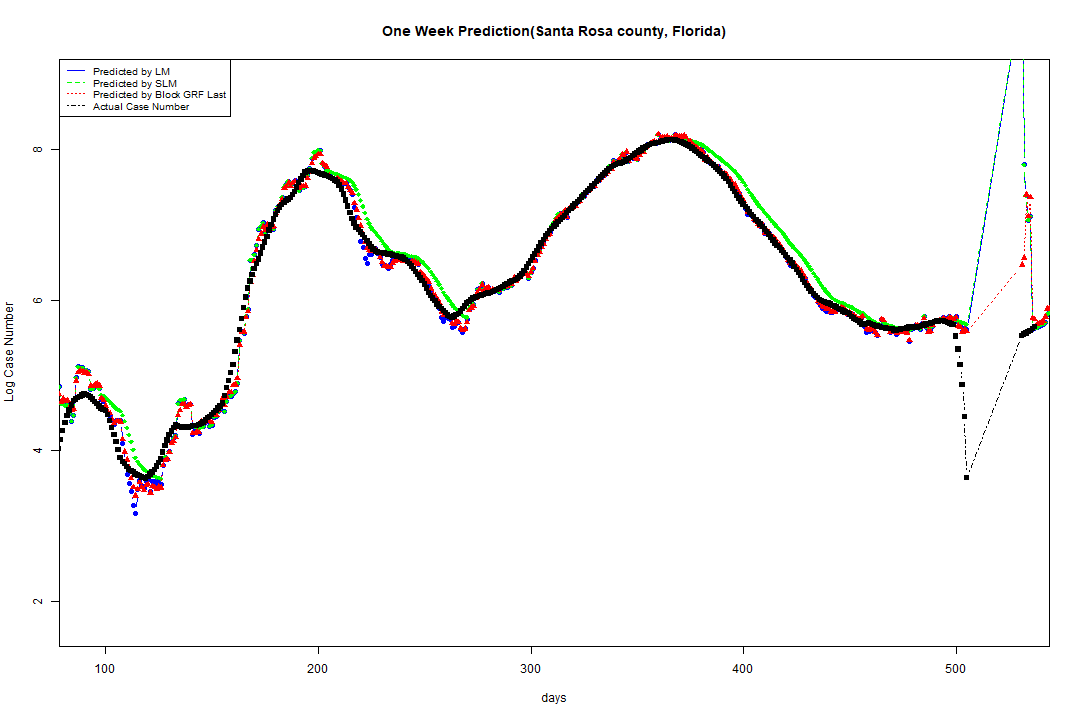 One Week Prediction(Santa Rosa county, Florida)
Predicted by LM
Predicted by SLM
Predicted by Block GRF Last
Actual Case Number
8
6
4
2
Log Case Number
100 200 300 400 500
days